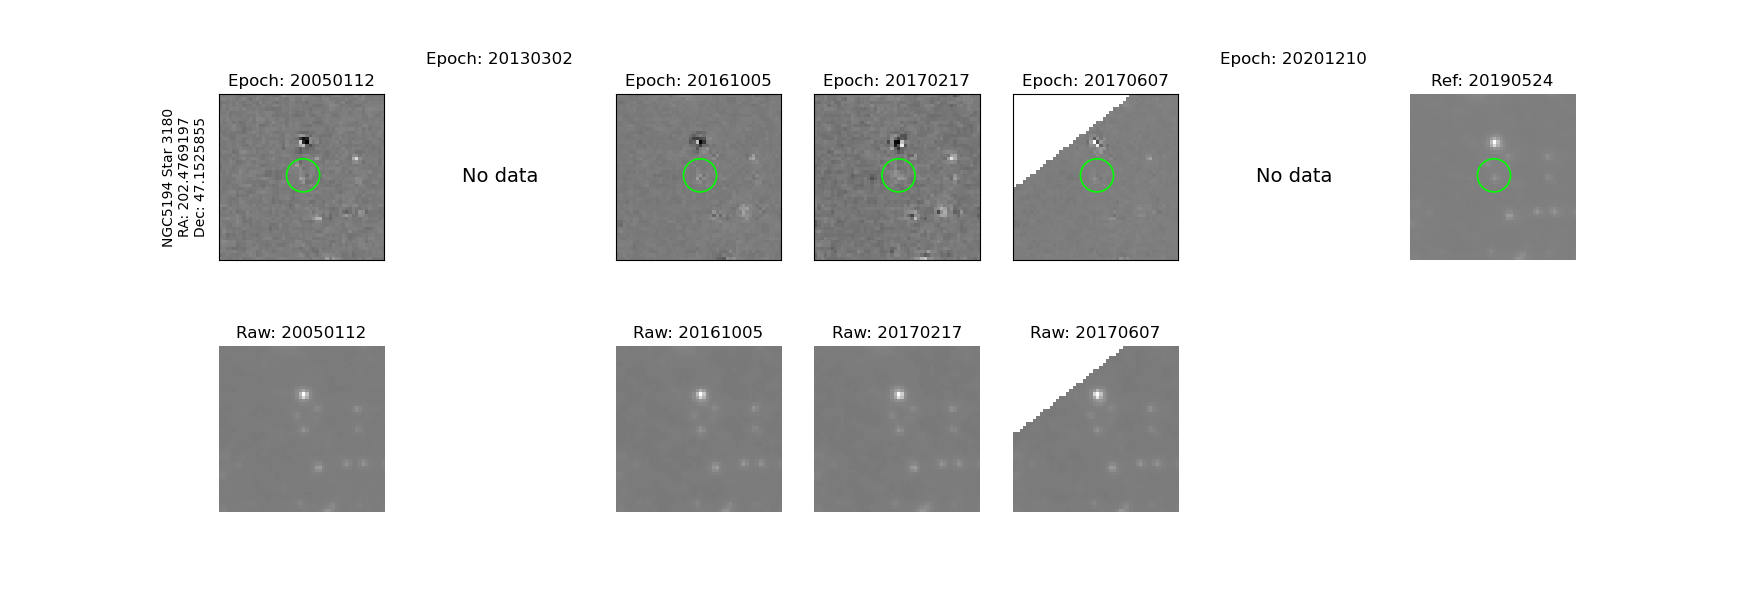 Epoch: 20130302
Epoch: 20201210
Epoch: 20050112
Epoch: 20161005
Epoch: 20170217
Epoch: 20170607
Ref: 20190524
NGC5194 Star 3180
RA: 202.4769197
Dec: 47.1525855
No data
No data
Raw: 20050112
Raw: 20161005
Raw: 20170217
Raw: 20170607